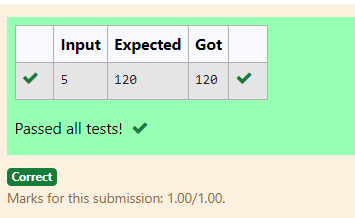 Input Expected Got
5 120 120
Passed all tests!
Correct
Marks for this submission: 1.00/1.00.